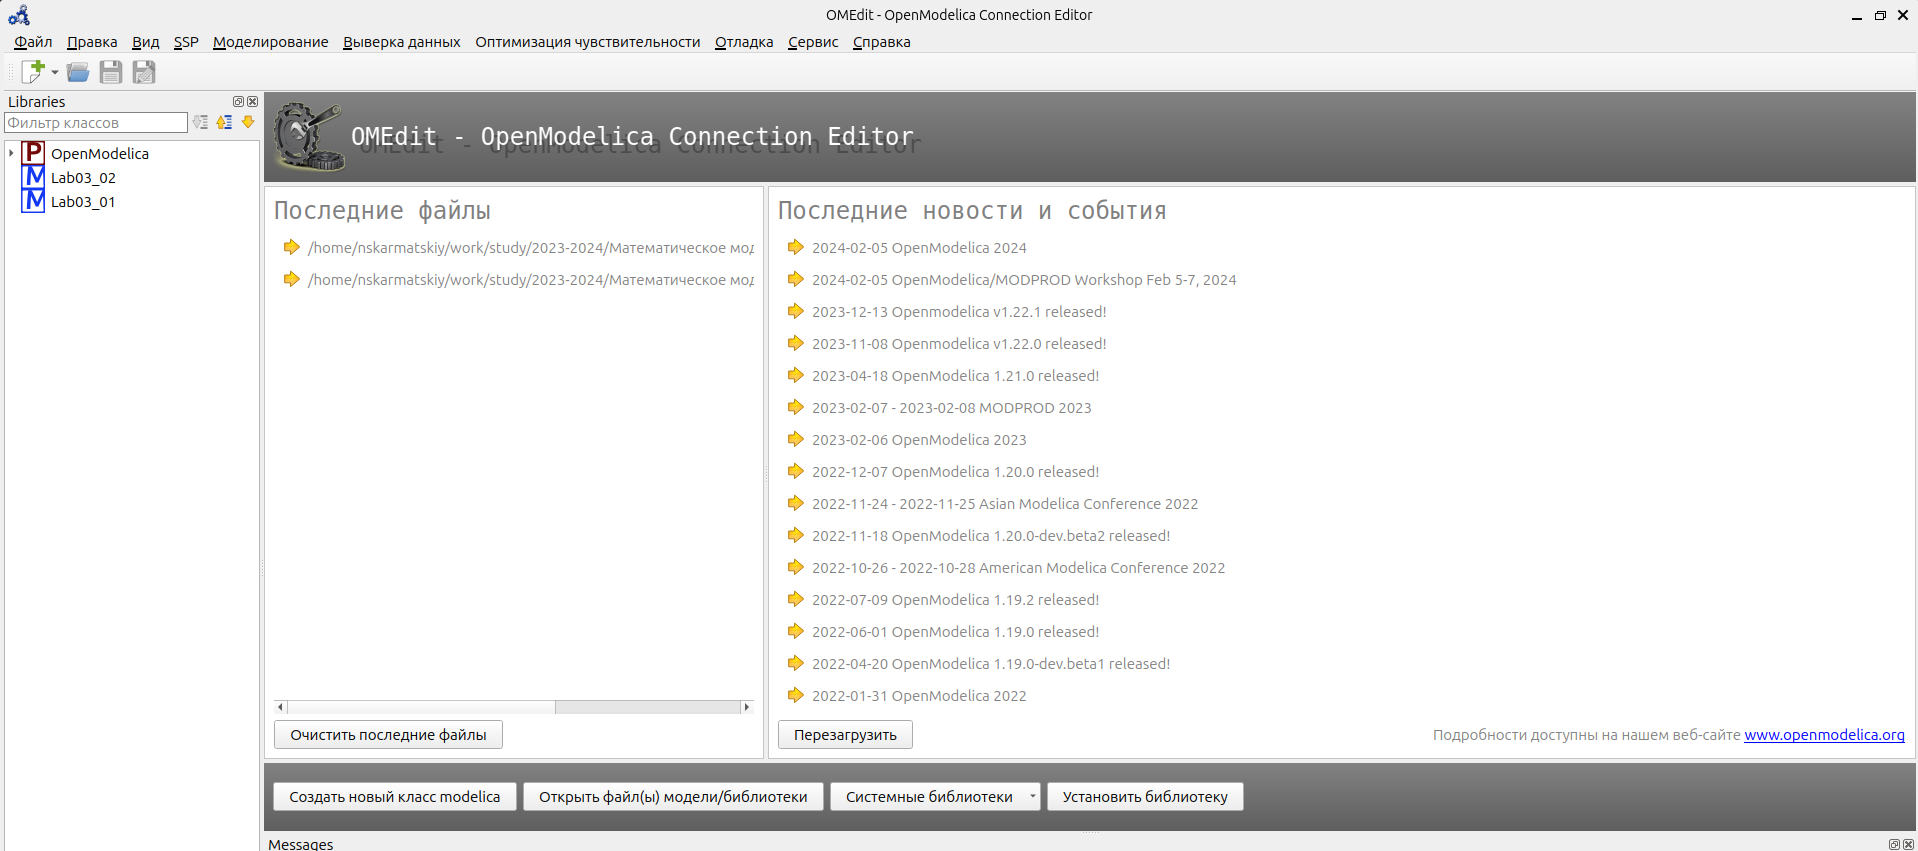 OMEdit - OpenModelica Connection Editor
Файл Правка Вид SSP Моделирование Выверка данных Оптимизация чувствительности Отладка Сервис Справка
Libraries
Фильтр классов
P OpenModelica
M Lab03_02
M Lab03_01
OMEdit - OpenModelica Connection Editor
Последние файлы
/home/nskarmatskiy/work/study/2023-2024/Математическое мод
/home/nskarmatskiy/work/study/2023-2024/Математическое мод
Очистить последние файлы
Последние новости и события
2024-02-05 OpenModelica 2024
2024-02-05 OpenModelica/MODPROD Workshop Feb 5-7, 2024
2023-12-13 Openmodelica v1.22.1 released!
2023-11-08 Openmodelica v1.22.0 released!
2023-04-18 OpenModelica 1.21.0 released!
2023-02-07 - 2023-02-08 MODPROD 2023
2023-02-06 OpenModelica 2023
2022-12-07 OpenModelica 1.20.0 released!
2022-11-24 - 2022-11-25 Asian Modelica Conference 2022
2022-11-18 OpenModelica 1.20.0-dev.beta2 released!
2022-10-26 - 2022-10-28 American Modelica Conference 2022
2022-07-09 OpenModelica 1.19.2 released!
2022-06-01 OpenModelica 1.19.0 released!
2022-04-20 OpenModelica 1.19.0-dev.beta1 released!
2022-01-31 OpenModelica 2022
Перезагрузить
Подробности доступны на нашем веб-сайте www.openmodelica.org
Создать новый класс modelica Открыть файл(ы) модели/библиотеки Системные библиотеки Установить библиотеку
Messages